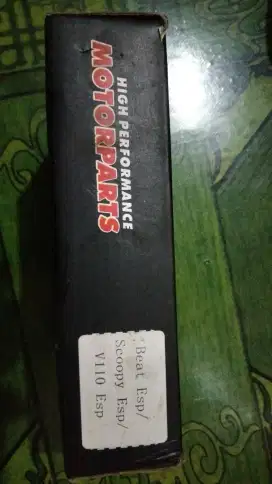 HIGH PERFORMANCE
MOTORPARTS
Beat Esp/
Scoopy Esp/
V110 Esp